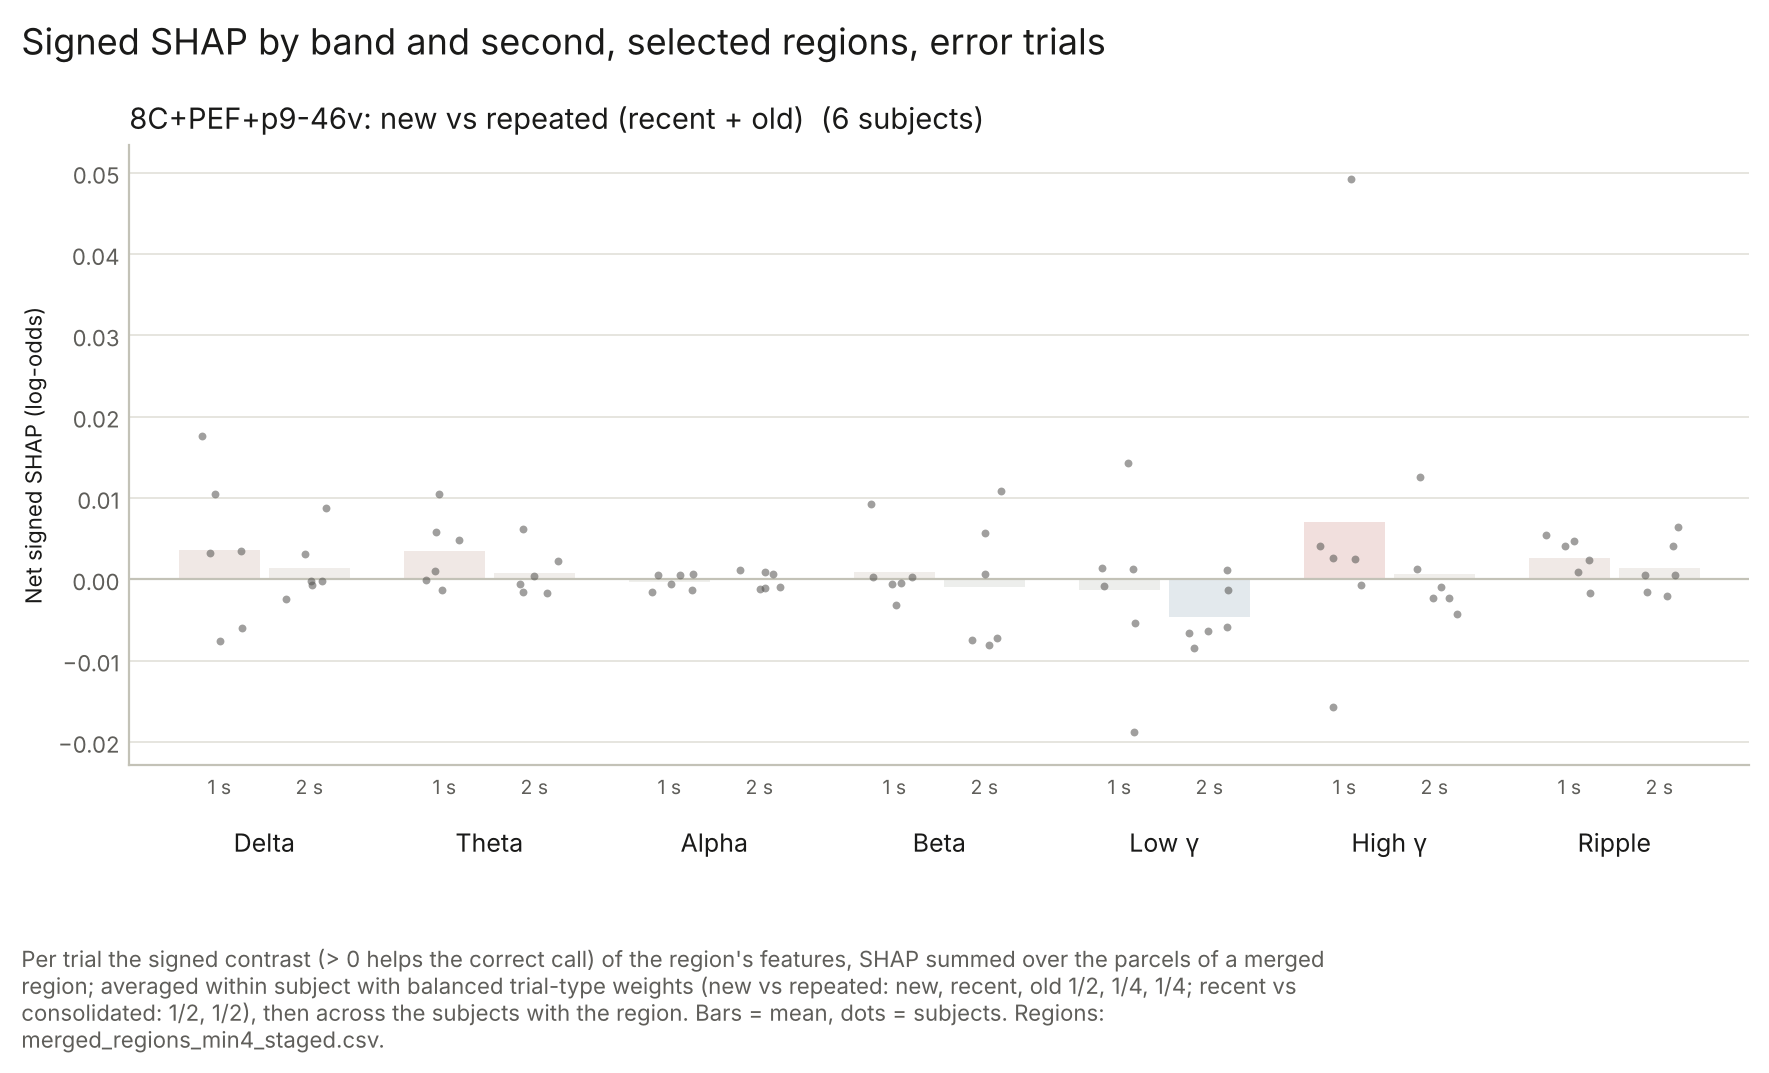 Signed SHAP by band and second, selected regions, error trials
8C+PEF+p9-46v: new vs repeated (recent + old)  (6 subjects)
Net signed SHAP (log-odds)
0.05
0.04
0.03
0.02
0.01
0.00
−0.01
−0.02
1 s 2 s 1 s 2 s 1 s 2 s 1 s 2 s 1 s 2 s 1 s 2 s 1 s 2 s
Delta Theta Alpha Beta Low γ High γ Ripple
Per trial the signed contrast (> 0 helps the correct call) of the region's features, SHAP summed over the parcels of a merged
region; averaged within subject with balanced trial-type weights (new vs repeated: new, recent, old 1/2, 1/4, 1/4; recent vs
consolidated: 1/2, 1/2), then across the subjects with the region. Bars = mean, dots = subjects. Regions:
merged_regions_min4_staged.csv.